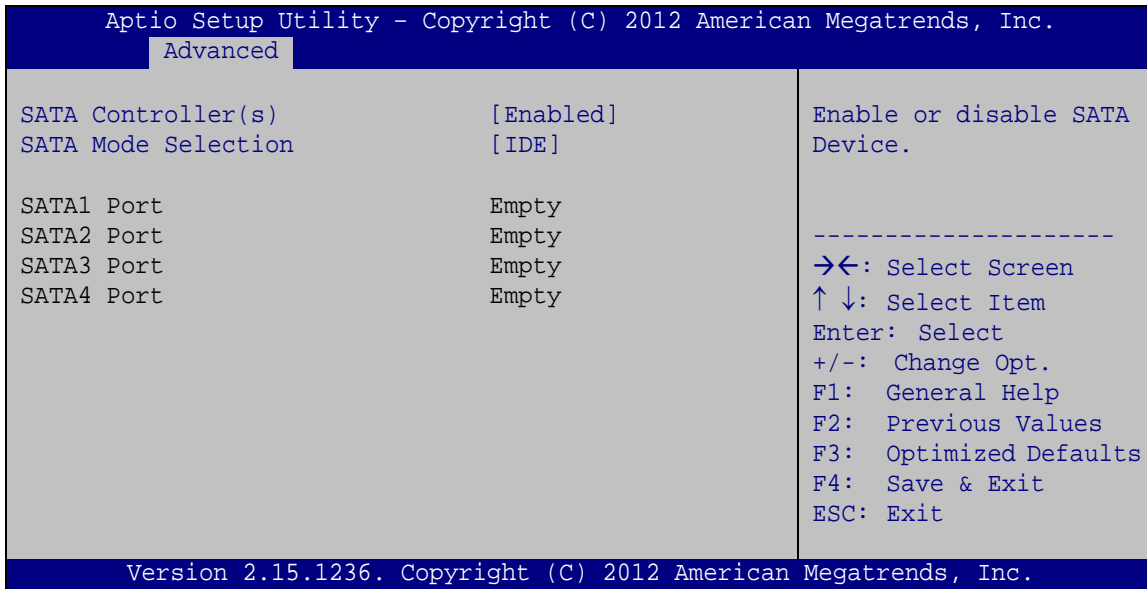 Aptio Setup Utility – Copyright (C) 2012 American Megatrends, Inc.
Advanced
SATA Controller(s) [Enabled]
SATA Mode Selection [IDE]
SATA1 Port Empty
SATA2 Port Empty
SATA3 Port Empty
SATA4 Port Empty
Enable or disable SATA
Device.
---------------------
→←: Select Screen
↑ ↓: Select Item
Enter: Select
+/-: Change Opt.
F1: General Help
F2: Previous Values
F3: Optimized Defaults
F4: Save & Exit
ESC: Exit
Version 2.15.1236. Copyright (C) 2012 American Megatrends, Inc.